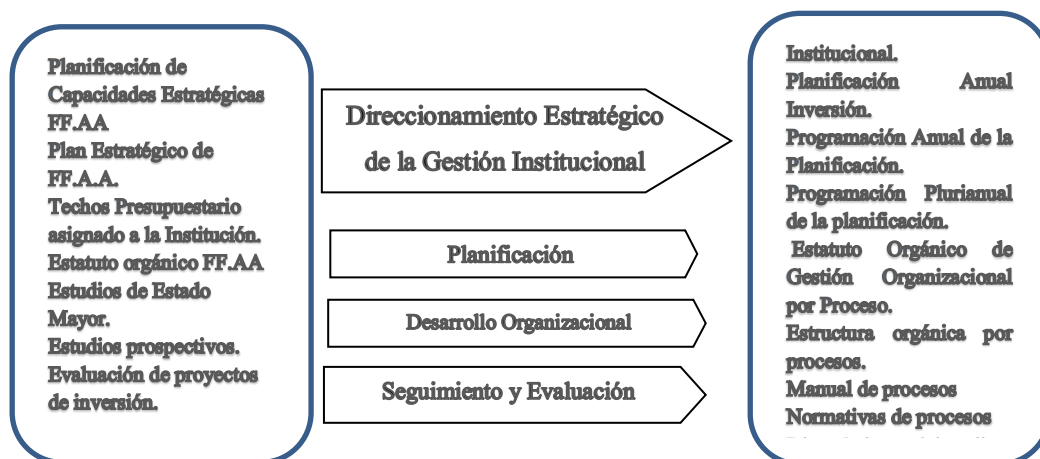 Planificación de
Capacidades Estratégicas
FF.AA
Plan Estratégico de
FF.A.A.
Techos Presupuestario
asignado a la Institución.
Estatuto orgánico FF.AA
Estudios de Estado
Mayor.
Estudios prospectivos.
Evaluación de proyectos
de inversión.
Direccionamiento Estratégico
de la Gestión Institucional
Planificación
Desarrollo Organizacional
Seguimiento y Evaluación
Institucional.
Planificación Anual
Inversión.
Programación Anual de la
Planificación.
Programación Plurianual
de la planificación.
Estatuto Orgánico de
Gestión Organizacional
por Proceso.
Estructura orgánica por
procesos.
Manual de procesos
Normativas de procesos